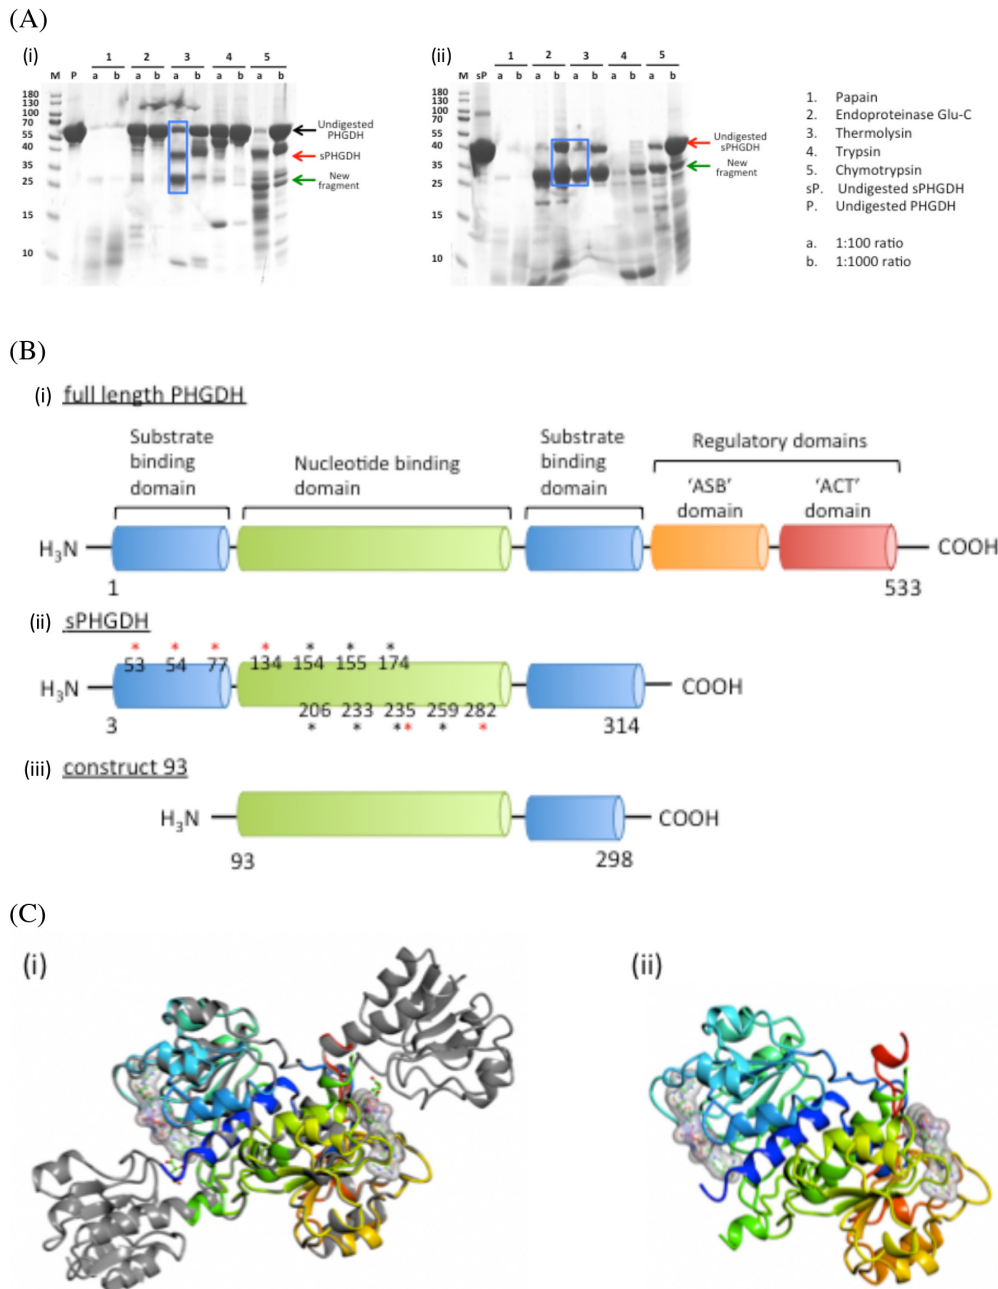 (A)
(i)
1 2 3 4 5
M P a b a b a b a b a b
180
130
100
70
55
40
35
25
15
10
Undigested
PHGDH
sPHGDH
New
fragment
(ii)
1 2 3 4 5
M sP a b a b a b a b a b
180
130
100
70
55
40
35
25
15
10
Undigested
sPHGDH
New
fragment
1. Papain
2. Endoproteinase Glu-C
3. Thermolysin
4. Trypsin
5. Chymotrypsin
sP. Undigested sPHGDH
P. Undigested PHGDH
a. 1:100 ratio
b. 1:1000 ratio
(B)
(i) full length PHGDH
Substrate
binding
domain
Nucleotide binding
domain
Substrate
binding
domain
Regulatory domains
'ASB'
domain
'ACT'
domain
H3N COOH
1 533
(ii) sPHGDH
* * * * * * *
53 54 77 134 154 155 174
H3N COOH
206 233 235 259 282
* * * * * *
3 314
(iii) construct 93
H3N COOH
93 298
(C)
(i) (ii)